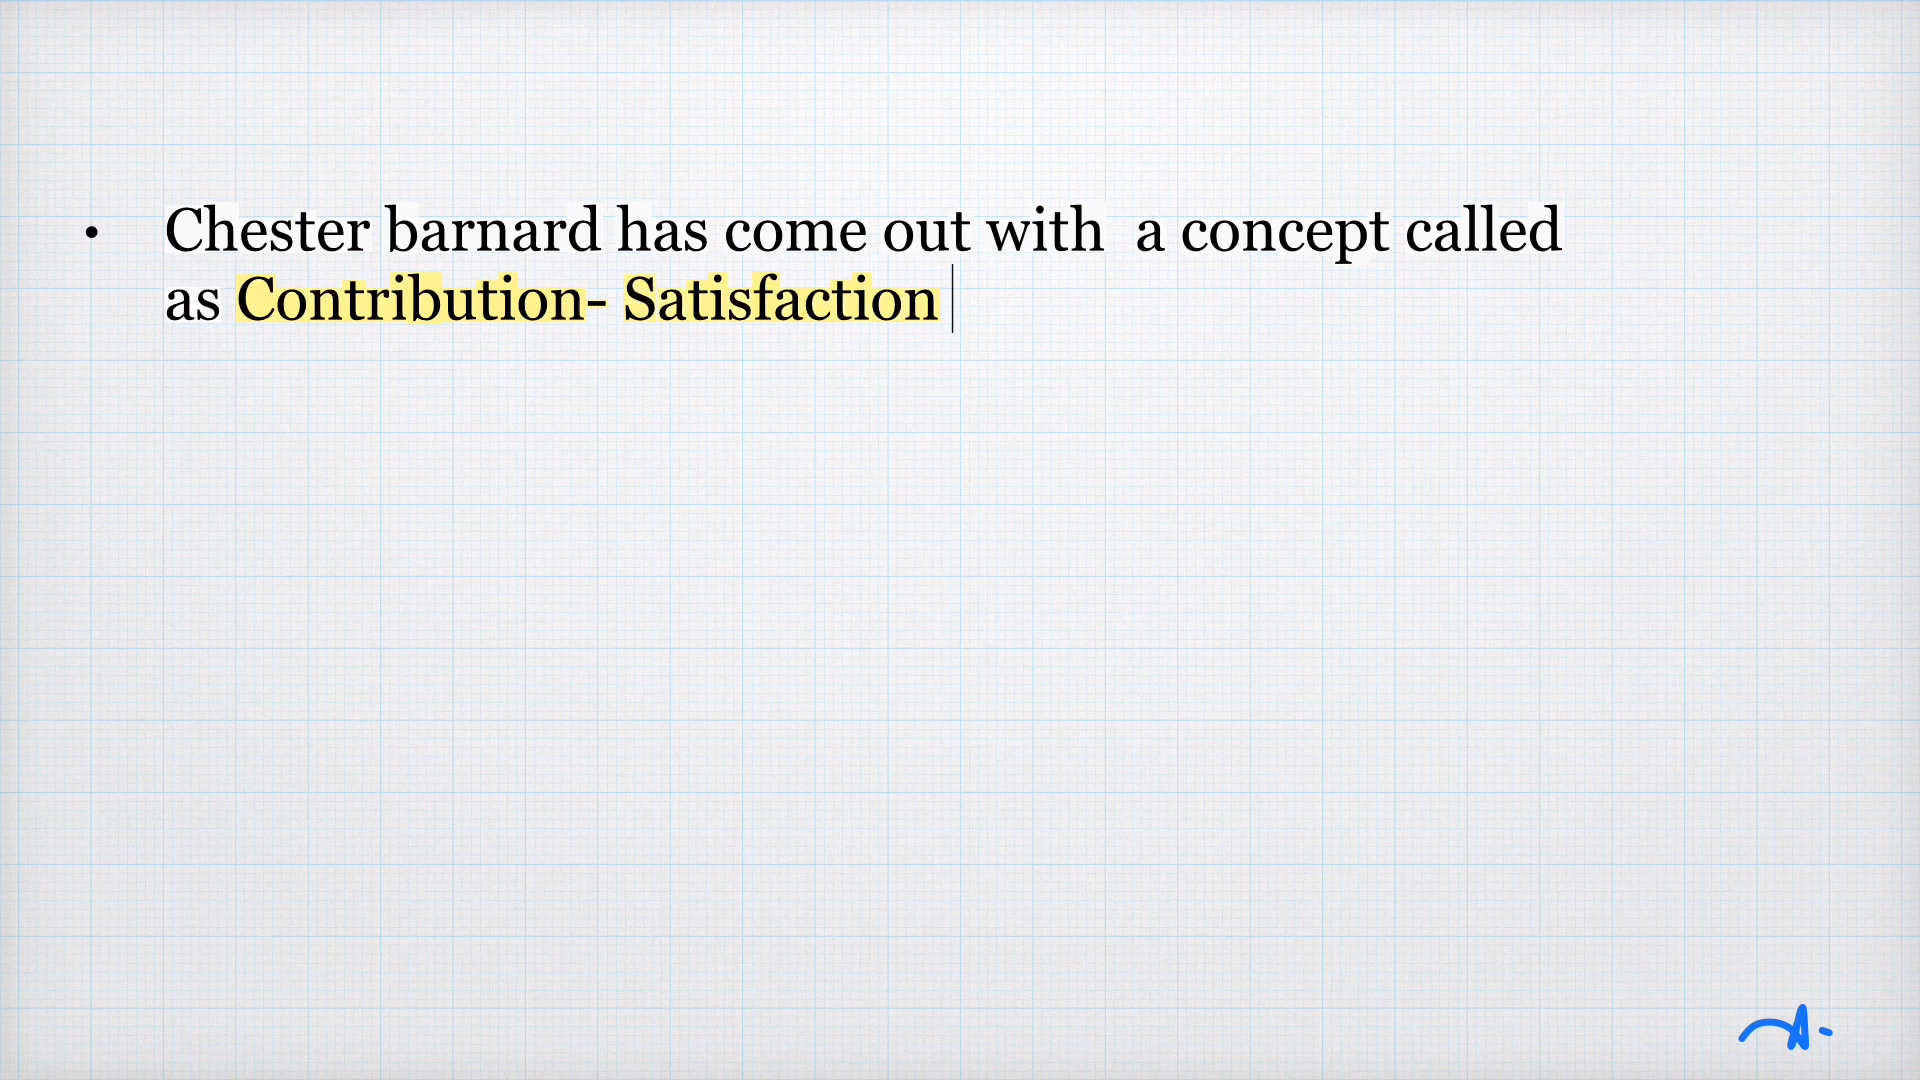 • Chester barnard has come out with  a concept called
as Contribution- Satisfaction